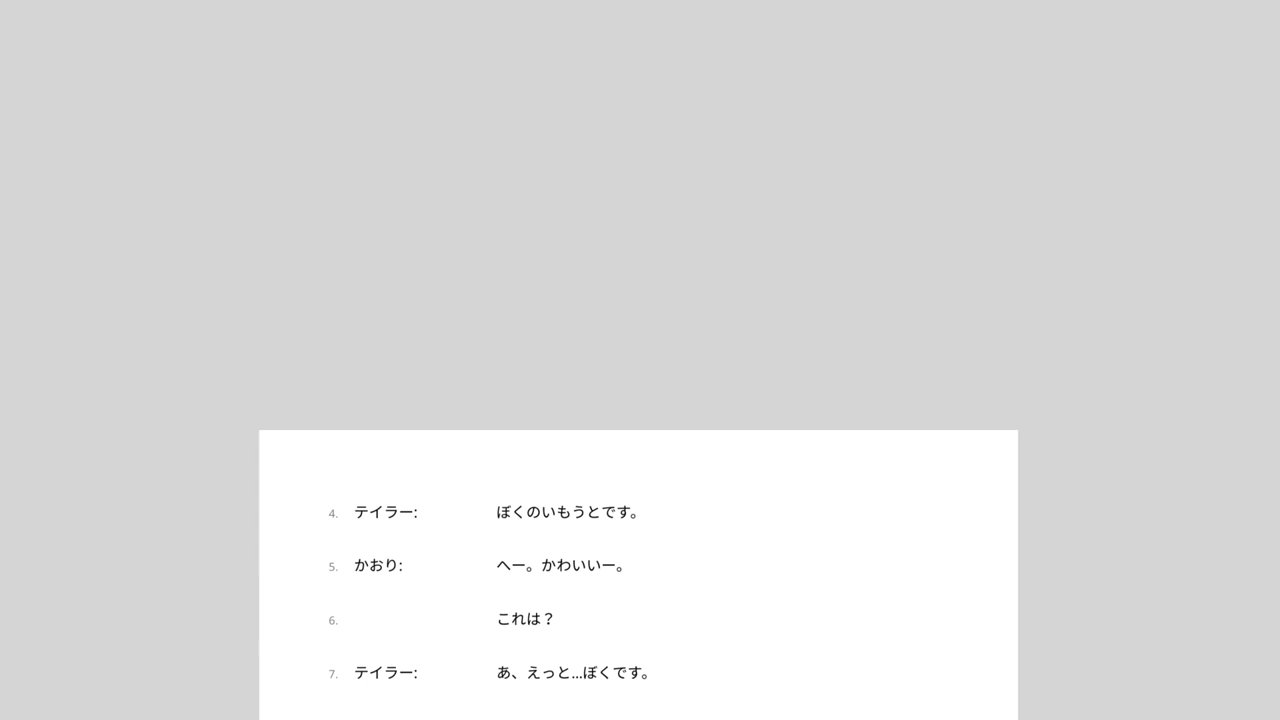 4. テイラー: ぼくのいもうとです。
5. かおり: へー。かわいいー。
6. これは？
7. テイラー: あ、えっと...ぼくです。